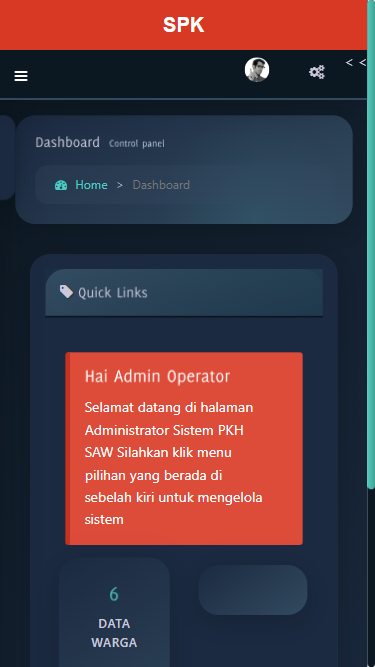 SPK
< <
Dashboard Control panel
Home > Dashboard
Quick Links
Hai Admin Operator
Selamat datang di halaman
Administrator Sistem PKH
SAW Silahkan klik menu
pilihan yang berada di
sebelah kiri untuk mengelola
sistem
6
DATA
WARGA